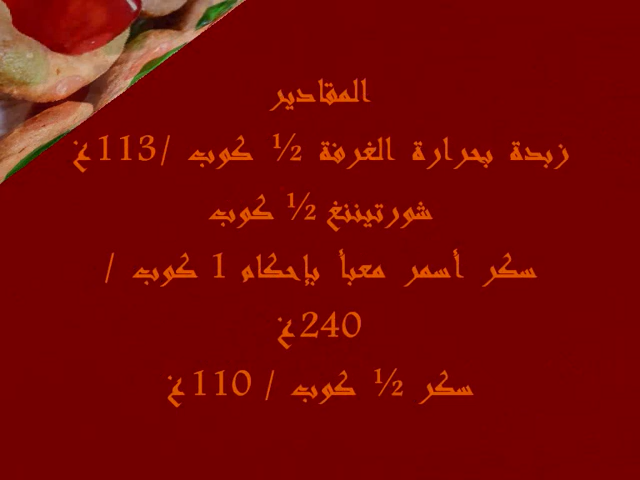 المقادير
زبدة بحرارة الغرفة ½ كوب /113غ
شورتيننغ ½ كوب
سكر أسمر معبأ بإحكام 1 كوب /
240غ
سكر ½ كوب / 110غ